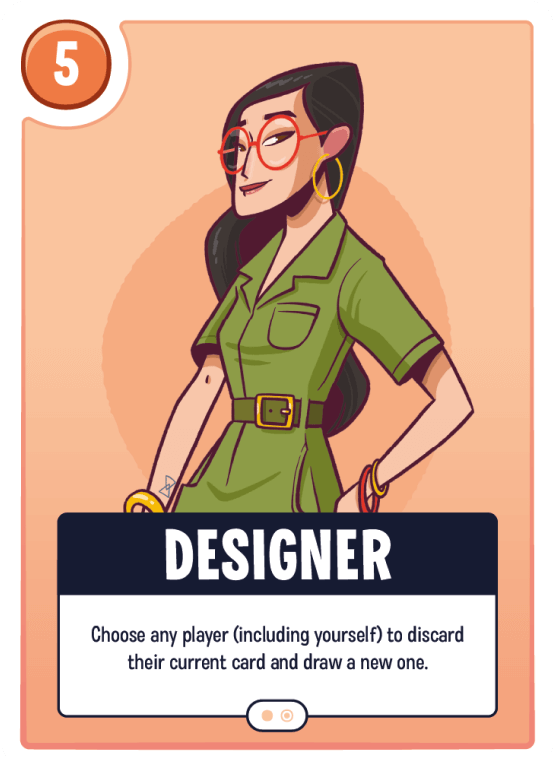 5
DESIGNER
Choose any player (including yourself) to discard
their current card and draw a new one.